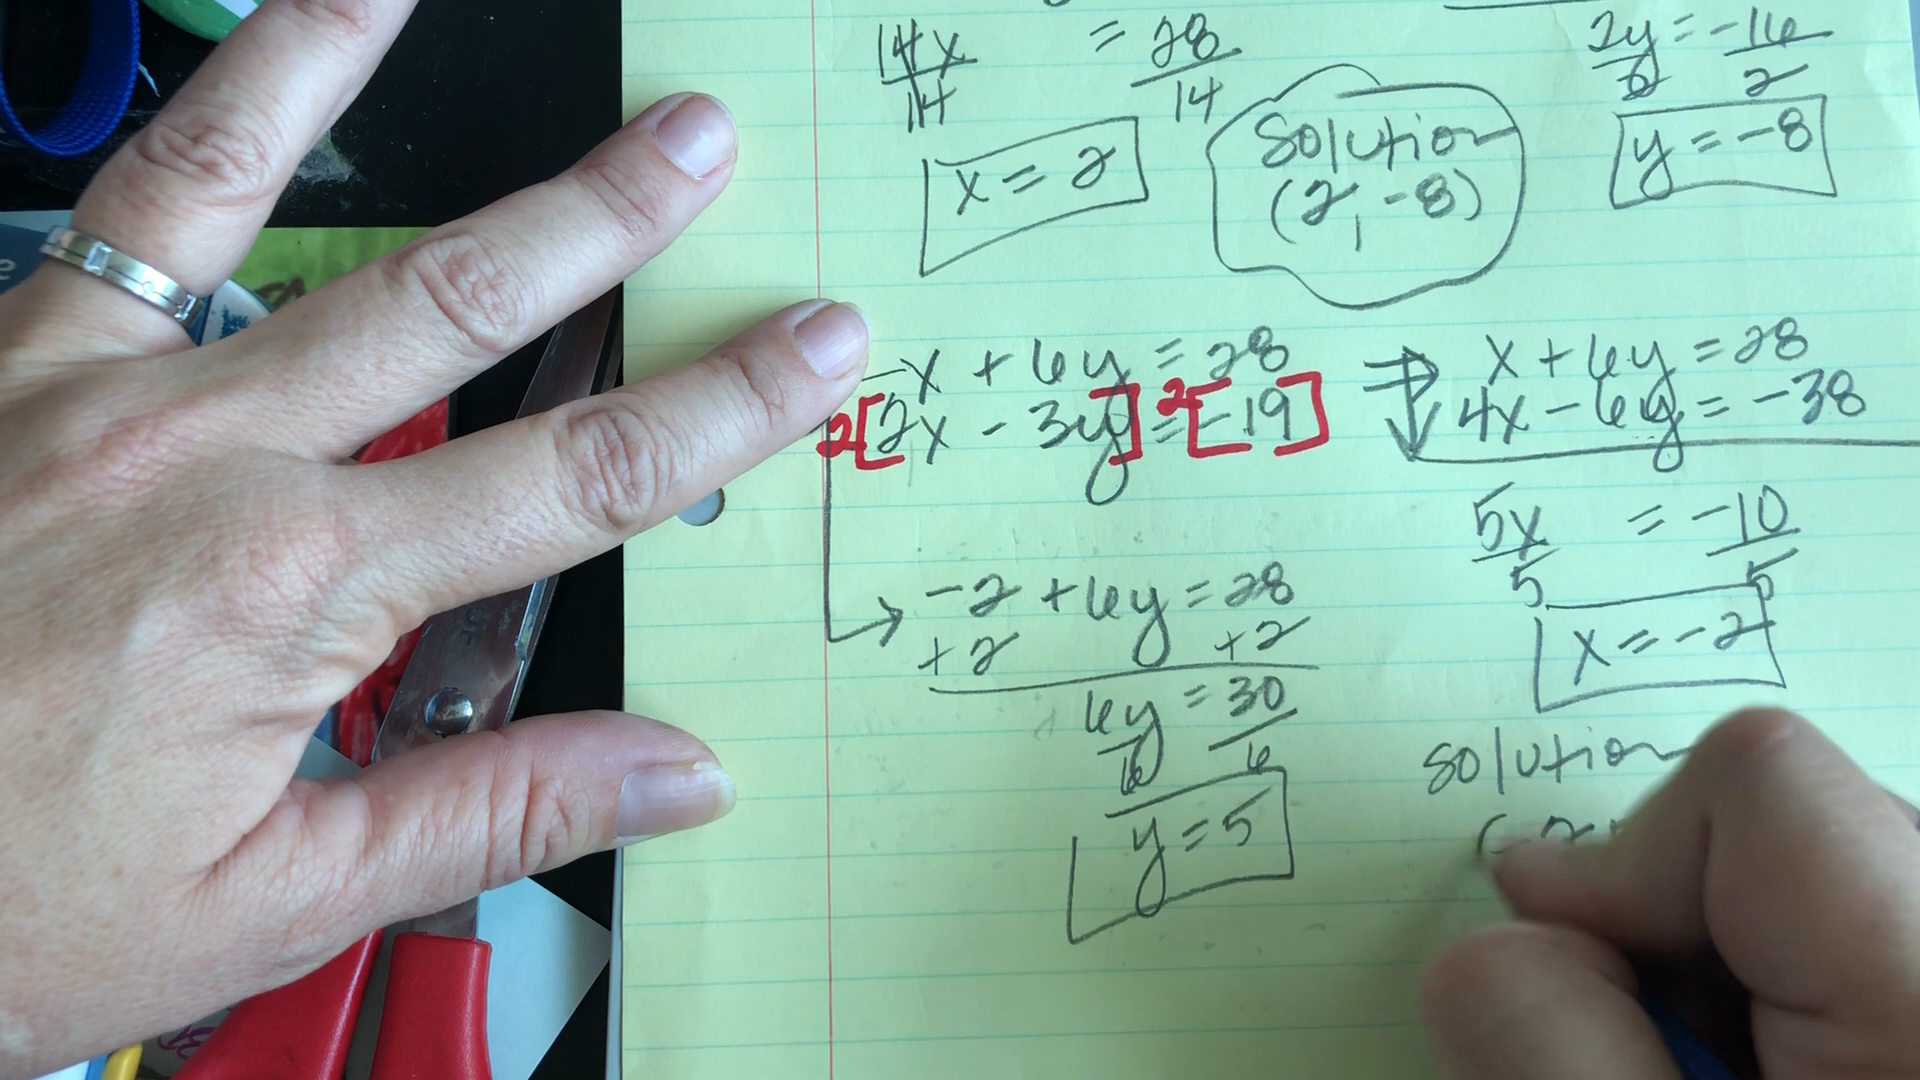 14x = 28
14 14
2y = -16
2 2
x = 2
Solution
(2, -8)
y = -8
x + 6y = 28
2[2x - 3y] = 2[-19]
x + 6y = 28
4x - 6y = -38
5x = -10
5 5
x = -2
-2 + 6y = 28
+2 +2
6y = 30
6 6
y = 5
Solution
(-2,